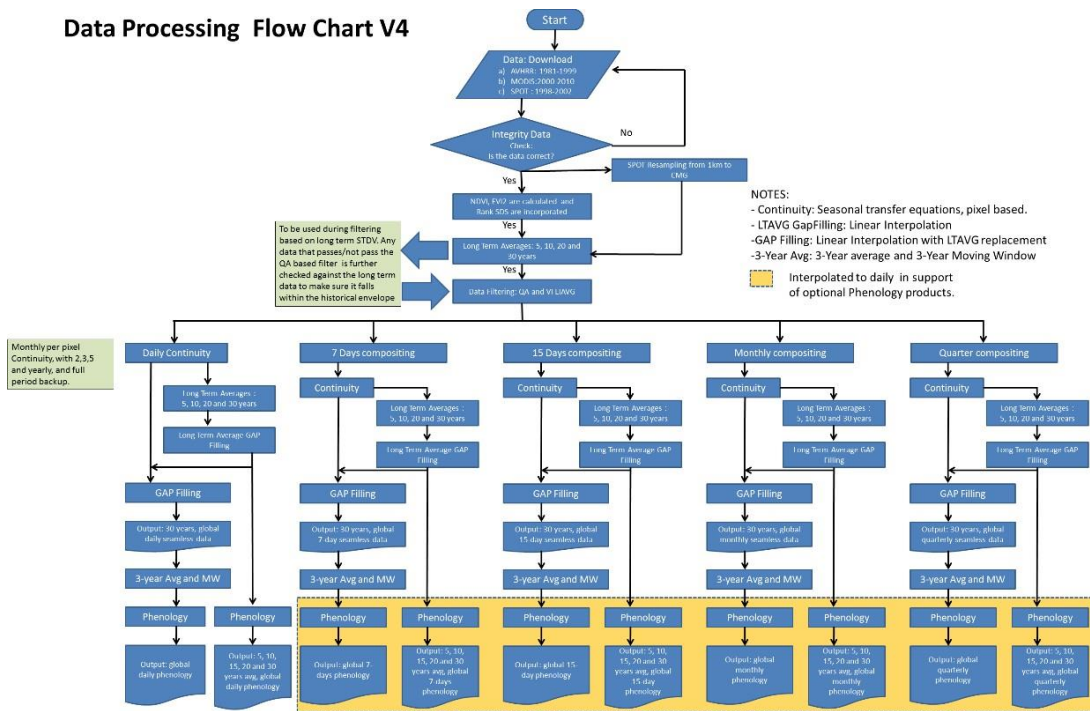 Data Processing Flow Chart V4
Start
Data: Download
a) AVHRR: 1981-1999
b) MODIS:2000-2010
c) SPOT : 1998-2002
Integrity Data
Check:
Is the data correct?
No
Yes
SPOT Resampling from 1km to
CMG
NDVI, EVI2 are calculated and
Rank SDS are incorporated
Yes
Long Term Averages: 5, 10, 20 and
30 years
Yes
Data Filtering: QA and VI LTAVG
To be used during filtering
based on long term STDV. Any
data that passes/not pass the
QA based filter is further
checked against the long term
data to make sure it falls
within the historical envelope
NOTES:
- Continuity: Seasonal transfer equations, pixel based.
- LTAVG GapFilling: Linear Interpolation
-GAP Filling: Linear Interpolation with LTAVG replacement
-3-Year Avg: 3-Year average and 3-Year Moving Window
Interpolated to daily in support
of optional Phenology products.
Monthly per pixel
Continuity, with 2,3,5
and yearly, and full
period backup.
Daily Continuity
Long Term Averages :
5, 10, 20 and 30 years
Long Term Average GAP
Filling
GAP Filling
Output: 30 years, global
daily seamless data
3-year Avg and MW
Phenology
Phenology
Output: global
daily phenology
Output: 5, 10,
15, 20 and 30
years avg, global
daily phenology
7 Days compositing
Continuity
Long Term Averages :
5, 10, 20 and 30 years
Long Term Average GAP
Filling
GAP Filling
Output: 30 years, global
7 day seamless data
3-year Avg and MW
Phenology
Phenology
Output: global 7-
days phenology
Output: 5, 10,
15, 20 and 30
years avg, global
7 days
phenology
15 Days compositing
Continuity
Long Term Averages :
5, 10, 20 and 30 years
Long Term Average GAP
Filling
GAP Filling
Output: 30 years, global
15 day seamless data
3-year Avg and MW
Phenology
Phenology
Output: global 15-
day phenology
Output: 5, 10,
15, 20 and 30
years avg, global
15 day
phenology
Monthly compositing
Continuity
Long Term Averages :
5, 10, 20 and 30 years
Long Term Average GAP
Filling
GAP Filling
Output: 30 years, global
monthly seamless data
3-year Avg and MW
Phenology
Phenology
Output: global
monthly
phenology
Output: 5, 10,
15, 20 and 30
years avg, global
monthly
phenology
Quarter compositing
Continuity
Long Term Averages :
5, 10, 20 and 30 years
Long Term Average GAP
Filling
GAP Filling
Output: 30 years, global
quarterly seamless data
3-year Avg and MW
Phenology
Phenology
Output: global
quarterly
phenology
Output: 5, 10,
15, 20 and 30
years avg, global
quarterly
phenology